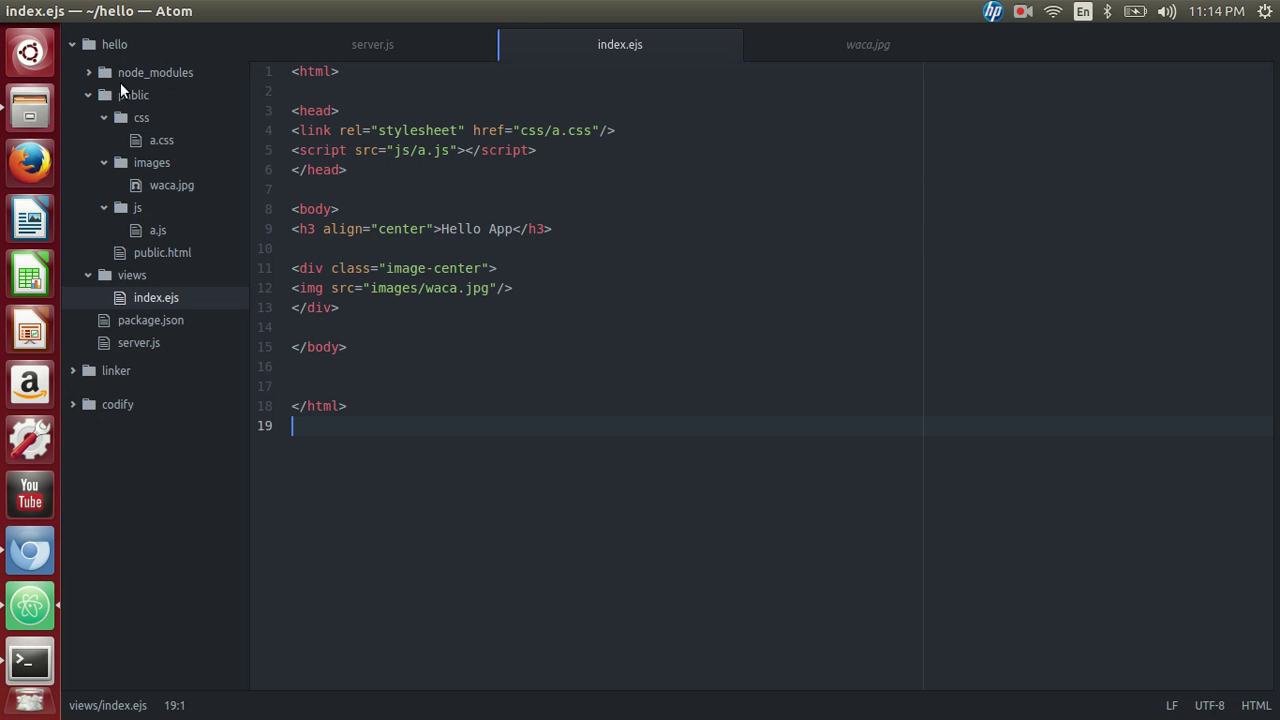 index.ejs — ~/hello — Atom
hp
En
11:14 PM
hello
node_modules
public
css
a.css
images
waca.jpg
js
a.js
public.html
views
index.ejs
package.json
server.js
linker
codify
server.js
index.ejs
waca.jpg
1 <html>
2
3 <head>
4 <link rel="stylesheet" href="css/a.css"/>
5 <script src="js/a.js"></script>
6 </head>
7
8 <body>
9 <h3 align="center">Hello App</h3>
10
11 <div class="image-center">
12 <img src="images/waca.jpg"/>
13 </div>
14
15 </body>
16
17
18 </html>
19
a
You
Tube
>_
views/index.ejs 19:1
LF UTF-8 HTML